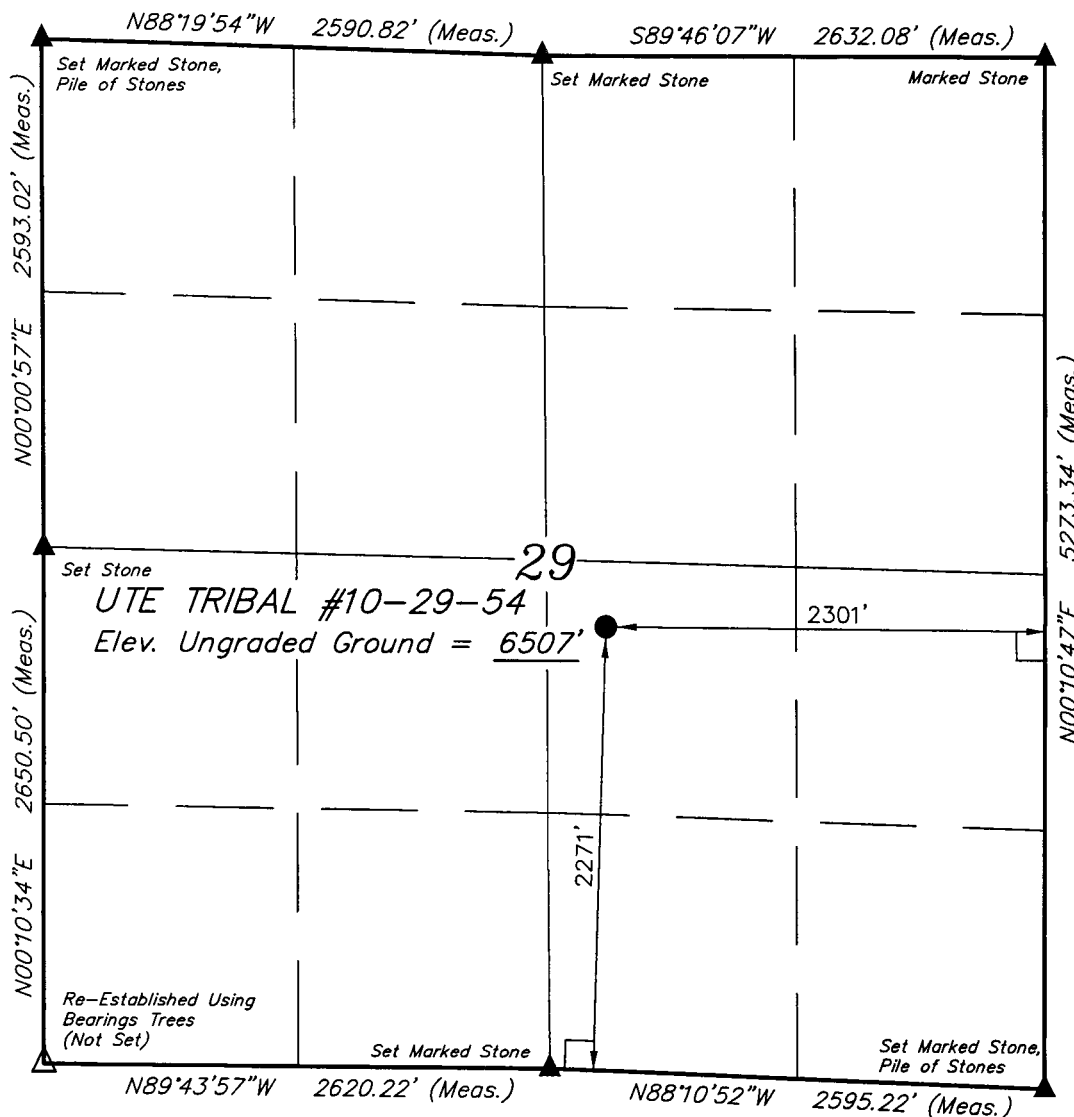 N88°19'54"W 2590.82' (Meas.)
S89°46'07"W 2632.08' (Meas.)
Set Marked Stone,
Pile of Stones
Set Marked Stone
Marked Stone
N00°00'57"E 2593.02' (Meas.)
N00°10'47"E 5273.34' (Meas.)
29
Set Stone
UTE TRIBAL #10-29-54
Elev. Ungraded Ground = 6507'
2301'
N00°10'34"E 2650.50' (Meas.)
2271'
Re-Established Using
Bearings Trees
(Not Set)
Set Marked Stone
Set Marked Stone,
Pile of Stones
N89°43'57"W 2620.22' (Meas.)
N88°10'52"W 2595.22' (Meas.)